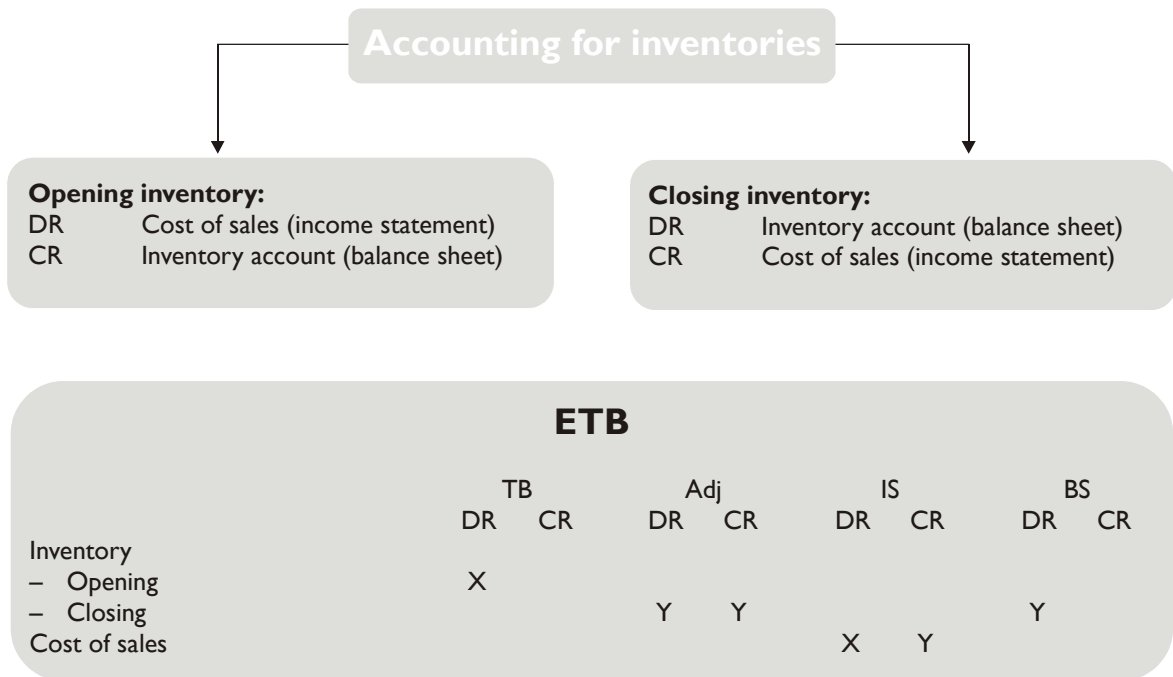 Accounting for inventories
Opening inventory:
DR Cost of sales (income statement)
CR Inventory account (balance sheet)
Closing inventory:
DR Inventory account (balance sheet)
CR Cost of sales (income statement)
ETB
TB Adj IS BS
DR CR DR CR DR CR DR CR
Inventory
– Opening X
– Closing Y Y Y
Cost of sales X Y